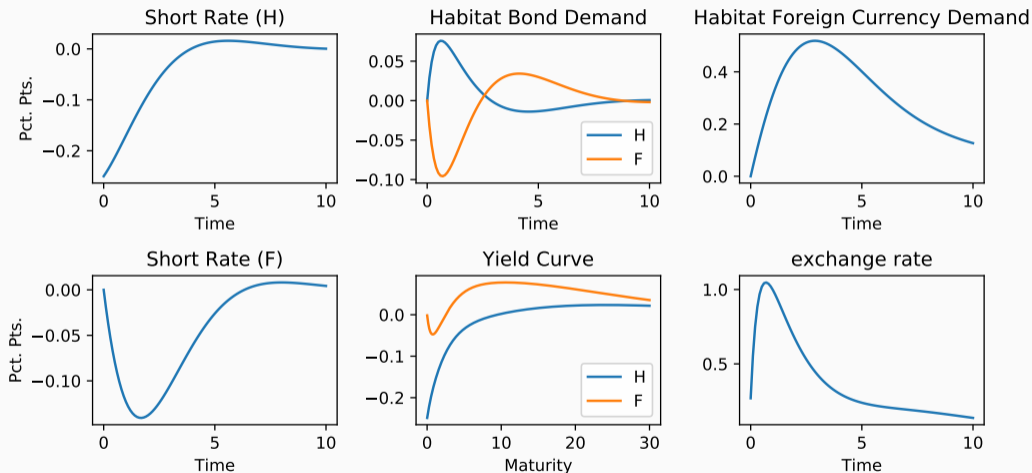 Short Rate (H)
Pct. Pts.
0.0
−0.1
−0.2
0
5
10
Time
Habitat Bond Demand
0.05
0.00
−0.05
−0.10
H
F
0
5
10
Time
Habitat Foreign Currency Demand
0.4
0.2
0.0
0
5
10
Time
Short Rate (F)
Pct. Pts.
0.00
−0.05
−0.10
0
5
10
Time
Yield Curve
0.0
−0.1
−0.2
H
F
0
10
20
30
Maturity
exchange rate
1.0
0.5
0
5
10
Time